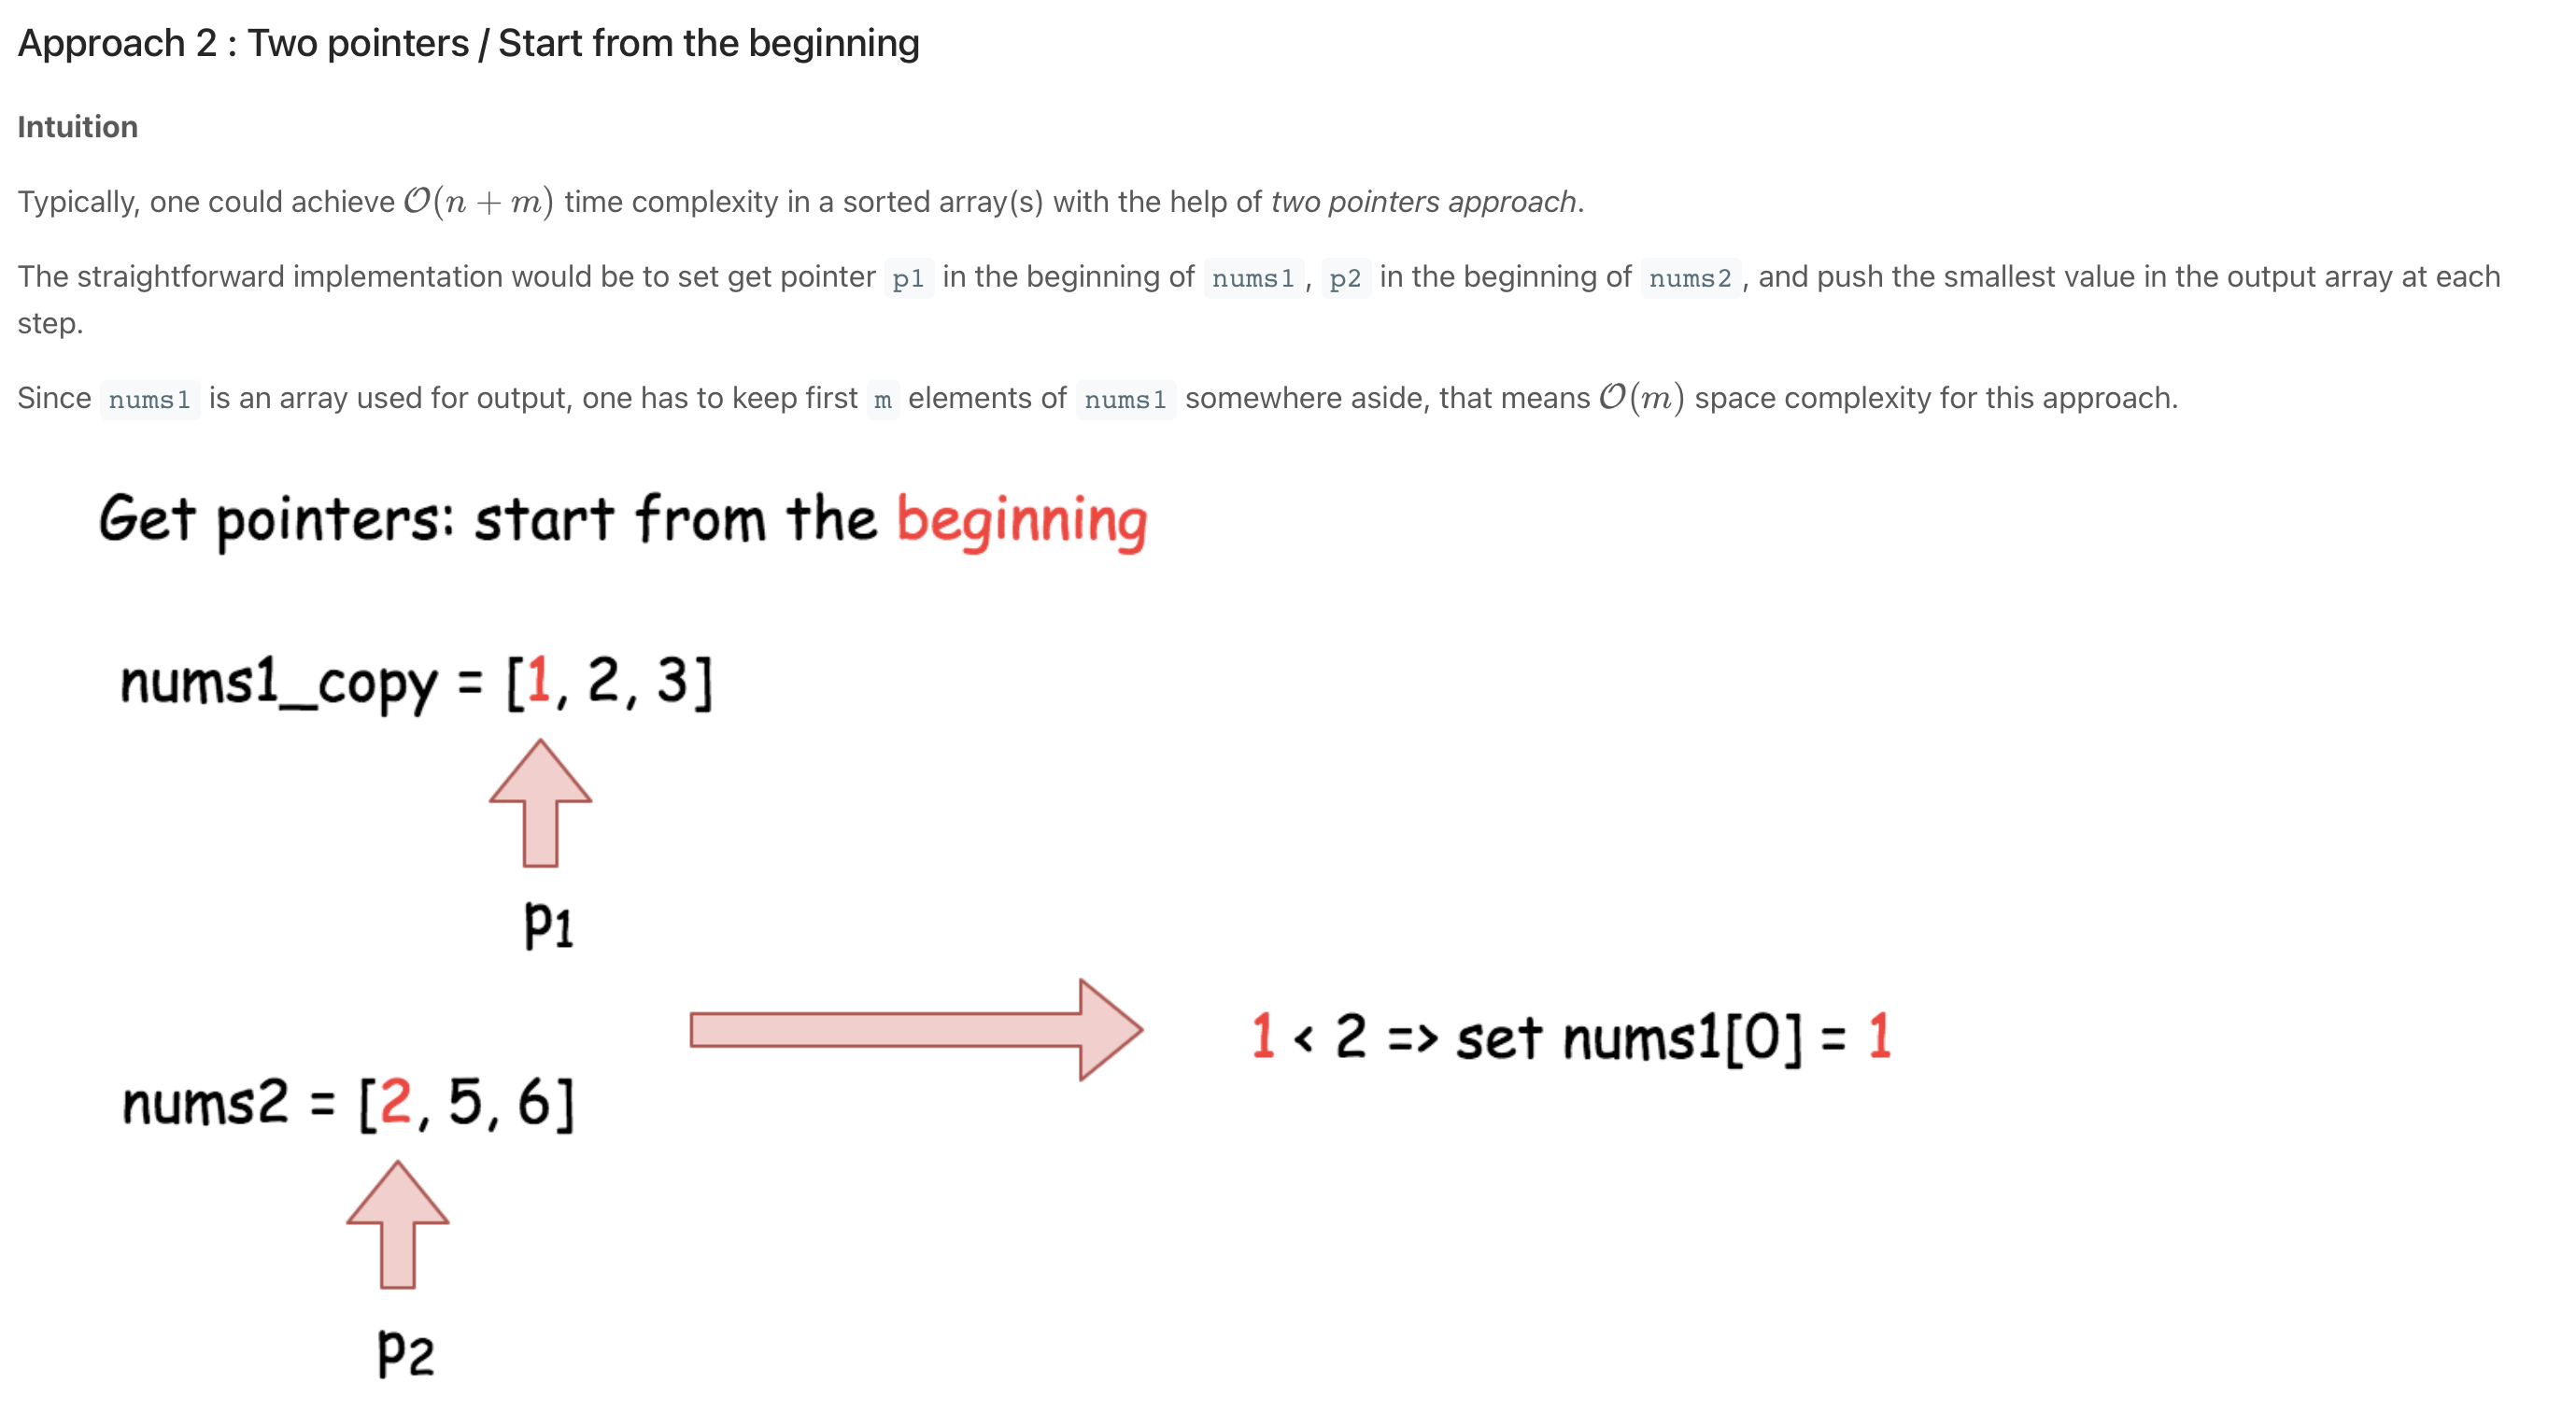 Approach 2 : Two pointers / Start from the beginning
Intuition
Typically, one could achieve 𝒪(n + m) time complexity in a sorted array(s) with the help of two pointers approach.
The straightforward implementation would be to set get pointer p1 in the beginning of nums1 , p2 in the beginning of nums2 , and push the smallest value in the output array at each
step.
Since nums1 is an array used for output, one has to keep first m elements of nums1 somewhere aside, that means 𝒪(m) space complexity for this approach.
Get pointers: start from the beginning
nums1_copy = [1, 2, 3]
p1
1 < 2 => set nums1[0] = 1
nums2 = [2, 5, 6]
p2